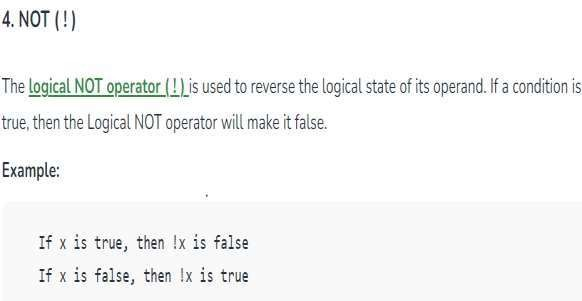 4. NOT ( ! )
The logical NOT operator ( ! ) is used to reverse the logical state of its operand. If a condition is
true, then the Logical NOT operator will make it false.
Example:
If x is true, then !x is false
If x is false, then !x is true